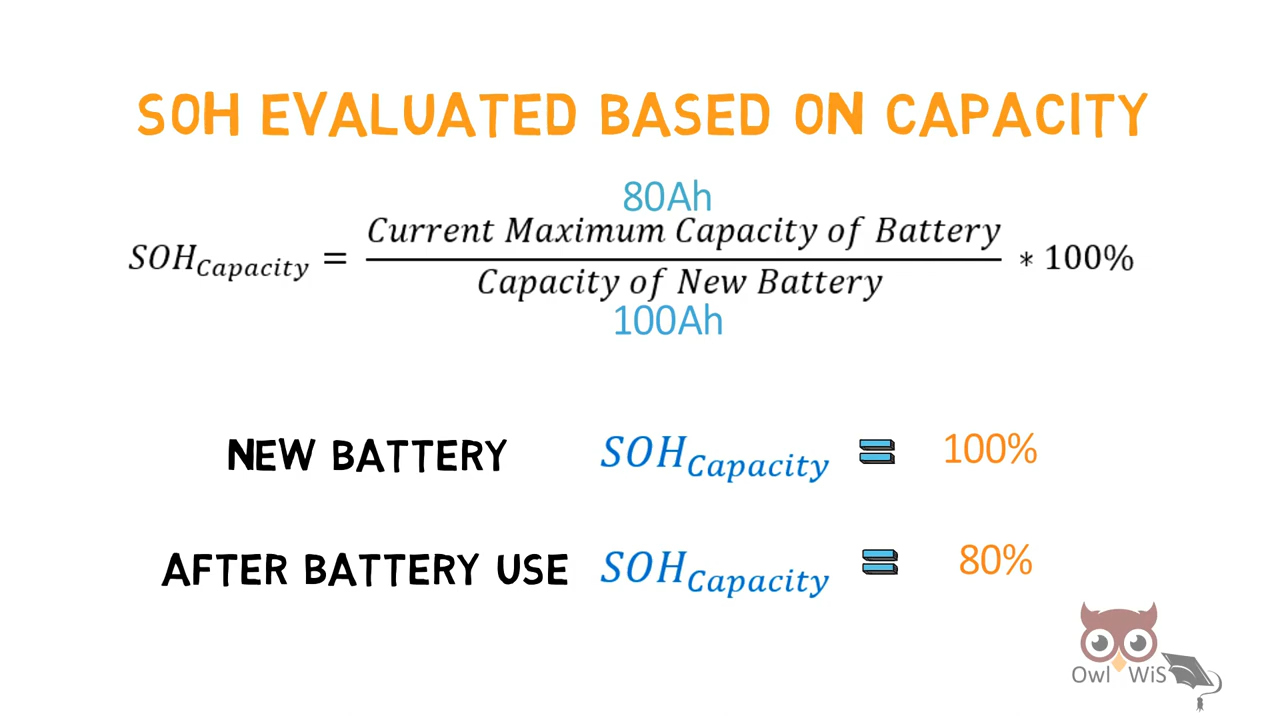 SOH EVALUATED BASED ON CAPACITY
80Ah
SOH_Capacity = Current Maximum Capacity of Battery / Capacity of New Battery * 100%
100Ah
NEW BATTERY SOH_Capacity = 100%
AFTER BATTERY USE SOH_Capacity = 80%
Owl WiS